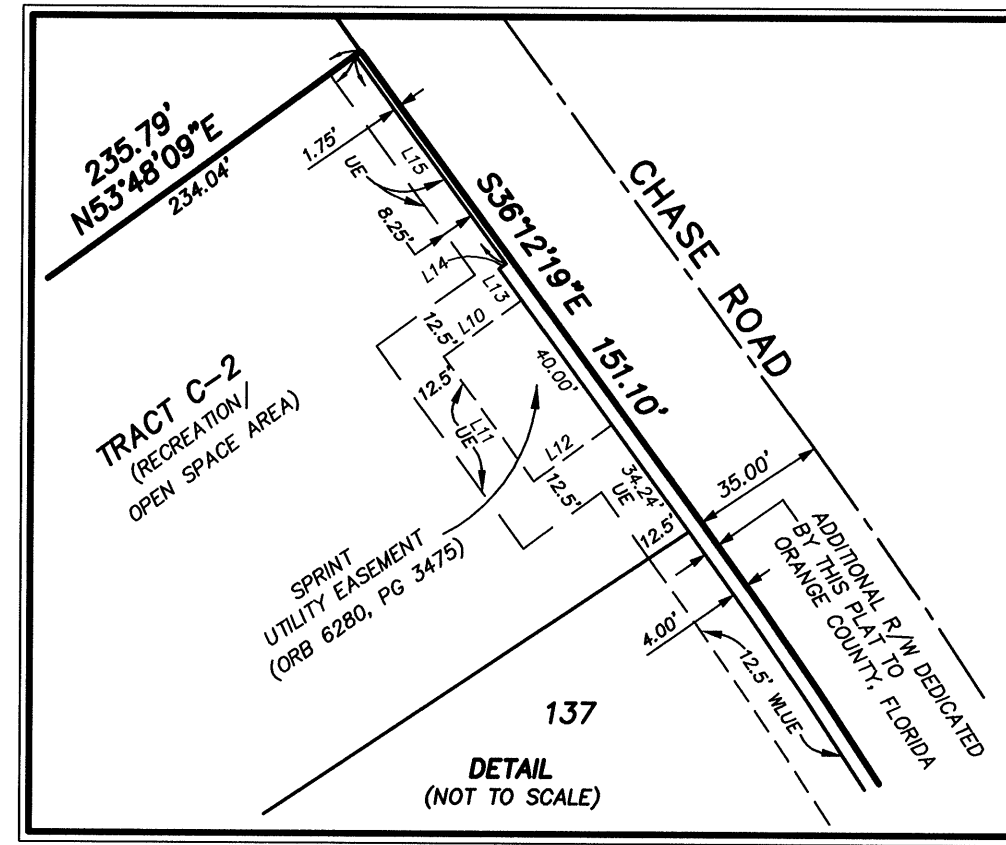 235.79'
N53°48'09"E
234.04'
1.75'
UE
L15
8.25'
L14
L13
S36°12'19"E 151.10'
CHASE ROAD
12.5'
L10
12.5'
40.00'
L11
UE
L12
12.5'
34.24'
UE
12.5'
35.00'
TRACT C-2
(RECREATION/
OPEN SPACE AREA)
SPRINT
UTILITY EASEMENT
(ORB 6280, PG 3475)
ADDITIONAL R/W DEDICATED
BY THIS PLAT TO
ORANGE COUNTY, FLORIDA
4.00'
12.5' WLUE
137
DETAIL
(NOT TO SCALE)